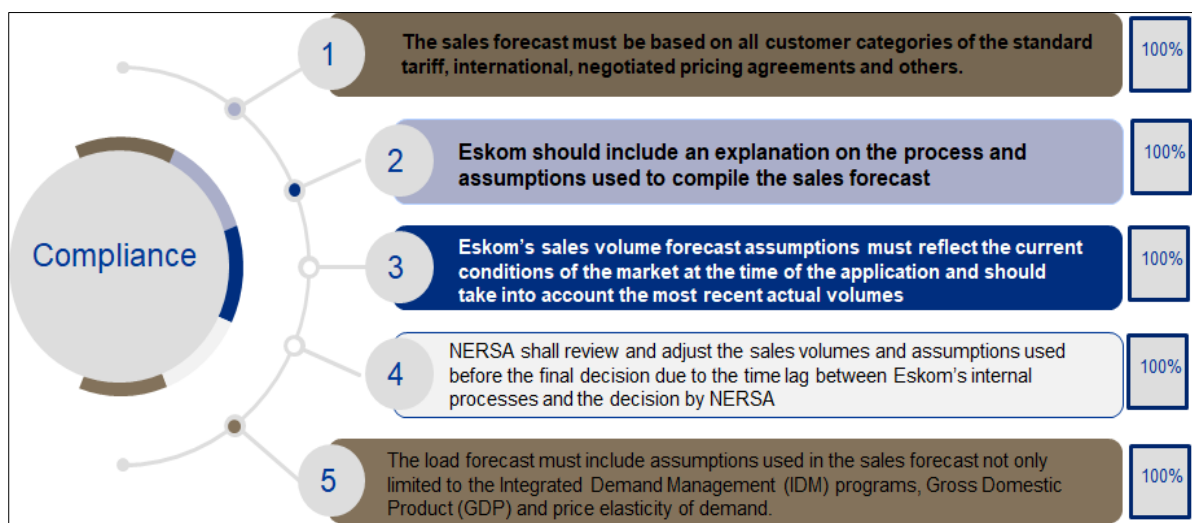 Compliance
1
The sales forecast must be based on all customer categories of the standard
tariff, international, negotiated pricing agreements and others.
100%
2
Eskom should include an explanation on the process and
assumptions used to compile the sales forecast
100%
3
Eskom's sales volume forecast assumptions must reflect the current
conditions of the market at the time of the application and should
take into account the most recent actual volumes
100%
4
NERSA shall review and adjust the sales volumes and assumptions used
before the final decision due to the time lag between Eskom's internal
processes and the decision by NERSA
100%
5
The load forecast must include assumptions used in the sales forecast not only
limited to the Integrated Demand Management (IDM) programs, Gross Domestic
Product (GDP) and price elasticity of demand.
100%